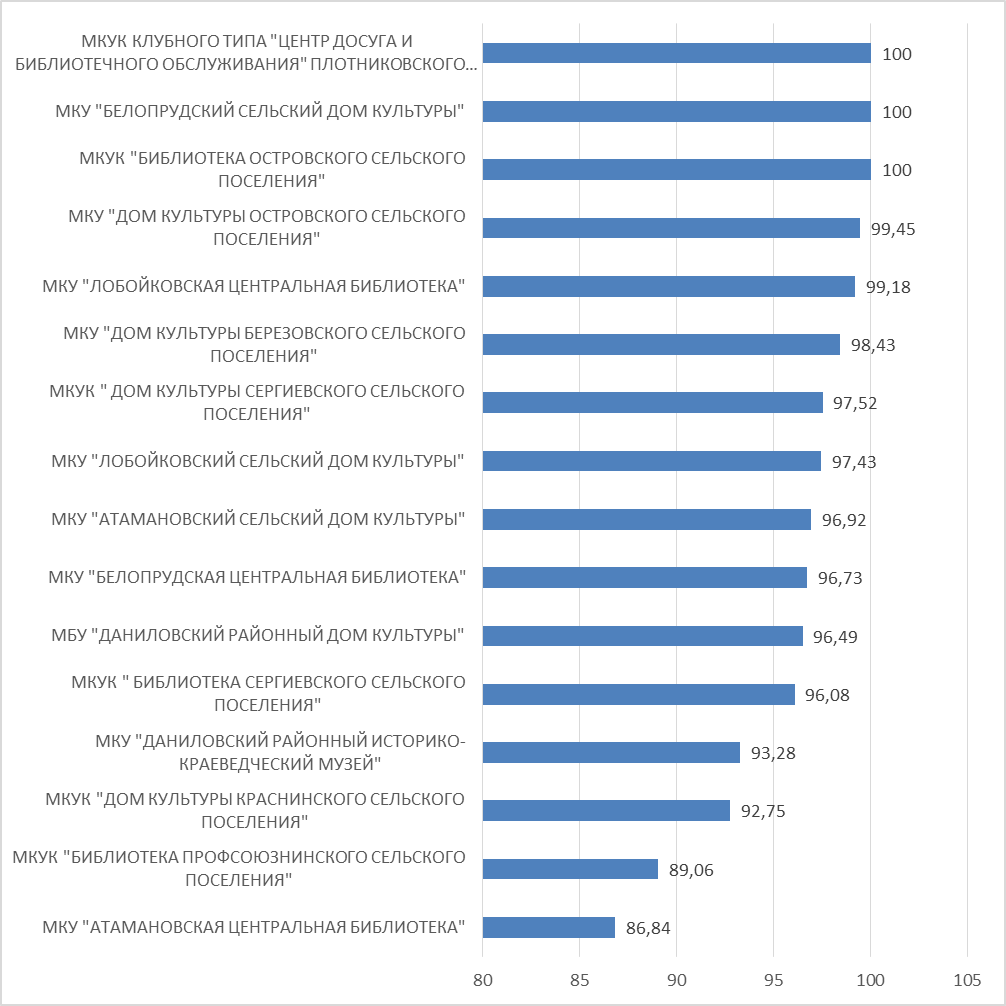 МКУК КЛУБНОГО ТИПА "ЦЕНТР ДОСУГА И
БИБЛИОТЕЧНОГО ОБСЛУЖИВАНИЯ" ПЛОТНИКОВСКОГО…
100
МКУ "БЕЛОПРУДСКИЙ СЕЛЬСКИЙ ДОМ КУЛЬТУРЫ"
100
МКУК "БИБЛИОТЕКА ОСТРОВСКОГО СЕЛЬСКОГО
ПОСЕЛЕНИЯ"
100
МКУ "ДОМ КУЛЬТУРЫ ОСТРОВСКОГО СЕЛЬСКОГО
ПОСЕЛЕНИЯ"
99,45
МКУ "ЛОБОЙКОВСКАЯ ЦЕНТРАЛЬНАЯ БИБЛИОТЕКА"
99,18
МКУ "ДОМ КУЛЬТУРЫ БЕРЕЗОВСКОГО СЕЛЬСКОГО
ПОСЕЛЕНИЯ"
98,43
МКУК " ДОМ КУЛЬТУРЫ СЕРГИЕВСКОГО СЕЛЬСКОГО
ПОСЕЛЕНИЯ"
97,52
МКУ "ЛОБОЙКОВСКИЙ СЕЛЬСКИЙ ДОМ КУЛЬТУРЫ"
97,43
МКУ "АТАМАНОВСКИЙ СЕЛЬСКИЙ ДОМ КУЛЬТУРЫ"
96,92
МКУ "БЕЛОПРУДСКАЯ ЦЕНТРАЛЬНАЯ БИБЛИОТЕКА"
96,73
МБУ "ДАНИЛОВСКИЙ РАЙОННЫЙ ДОМ КУЛЬТУРЫ"
96,49
МКУК " БИБЛИОТЕКА СЕРГИЕВСКОГО СЕЛЬСКОГО
ПОСЕЛЕНИЯ"
96,08
МКУ "ДАНИЛОВСКИЙ РАЙОННЫЙ ИСТОРИКО-
КРАЕВЕДЧЕСКИЙ МУЗЕЙ"
93,28
МКУК "ДОМ КУЛЬТУРЫ КРАСНИНСКОГО СЕЛЬСКОГО
ПОСЕЛЕНИЯ"
92,75
МКУК "БИБЛИОТЕКА ПРОФСОЮЗНИНСКОГО СЕЛЬСКОГО
ПОСЕЛЕНИЯ"
89,06
МКУ "АТАМАНОВСКАЯ ЦЕНТРАЛЬНАЯ БИБЛИОТЕКА"
86,84
80 85 90 95 100 105